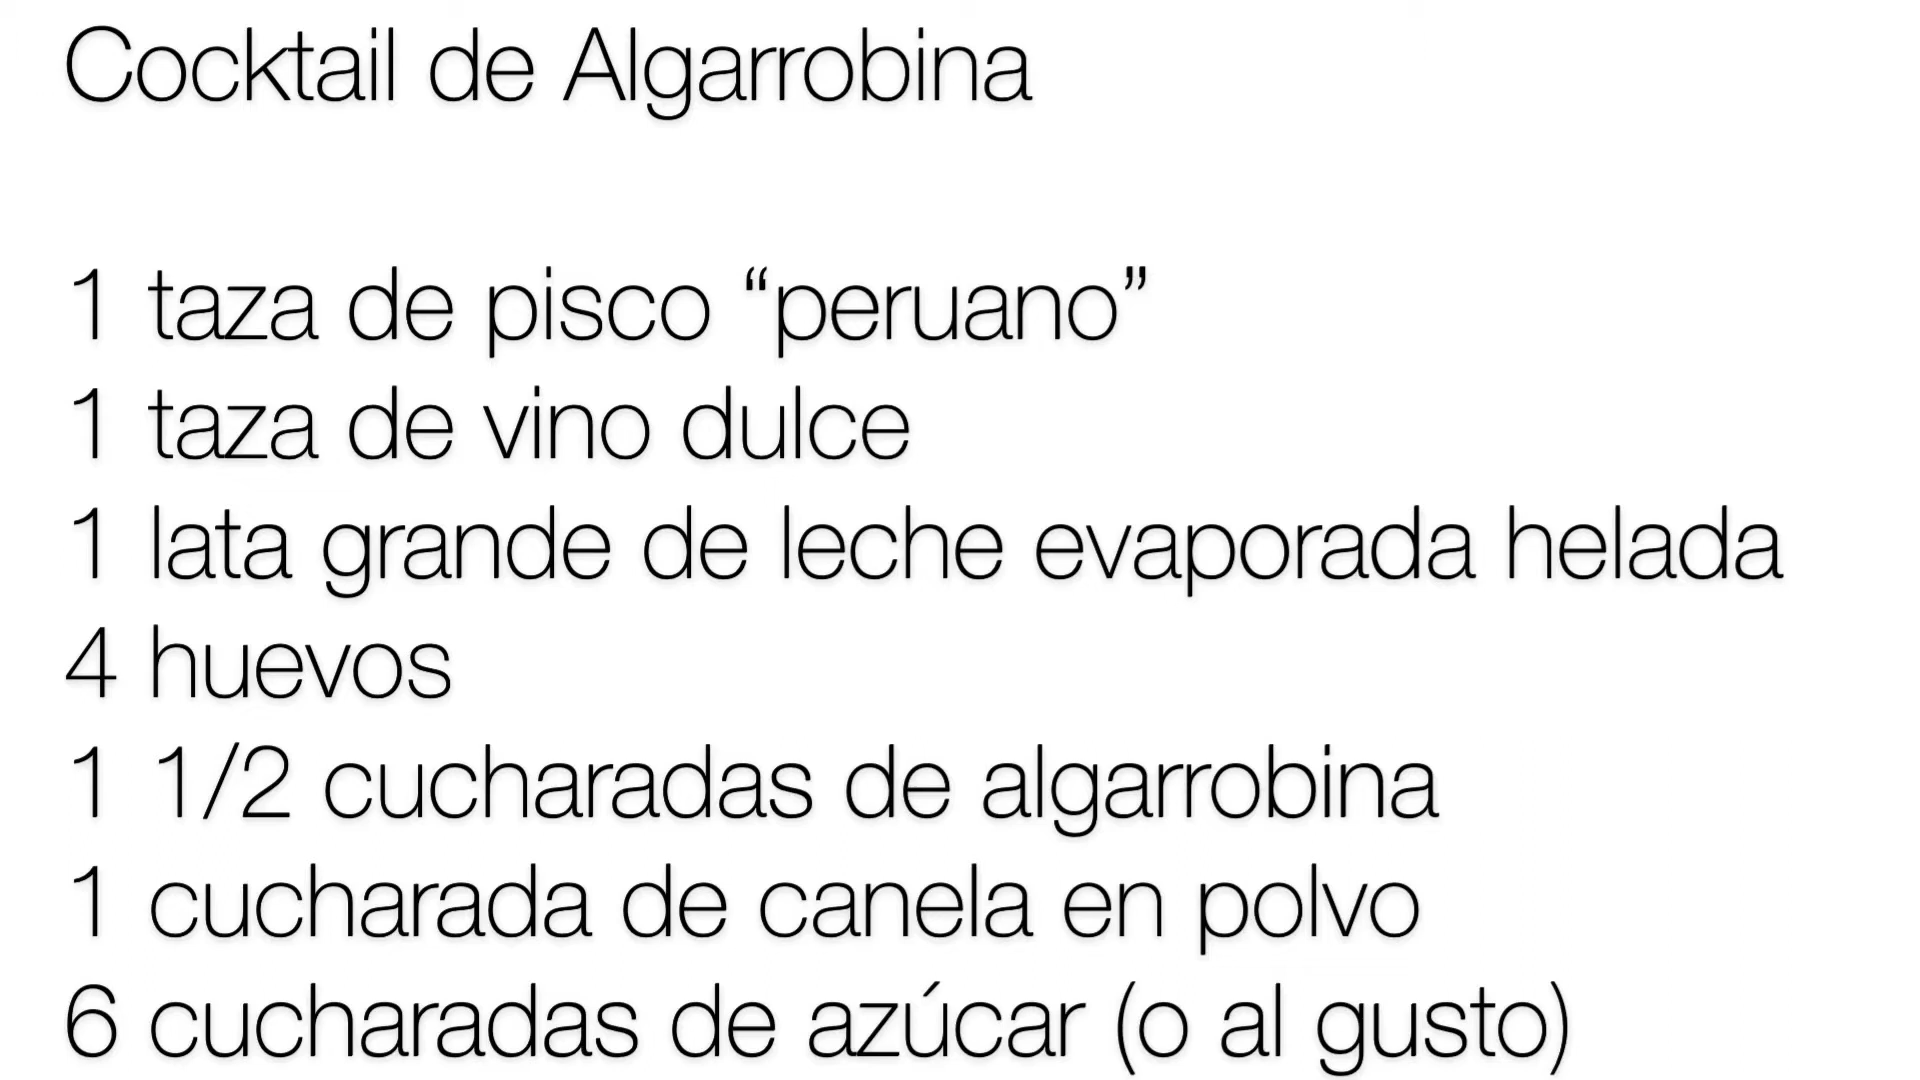 Cocktail de Algarrobina
1 taza de pisco “peruano”
1 taza de vino dulce
1 lata grande de leche evaporada helada
4 huevos
1 1/2 cucharadas de algarrobina
1 cucharada de canela en polvo
6 cucharadas de azúcar (o al gusto)